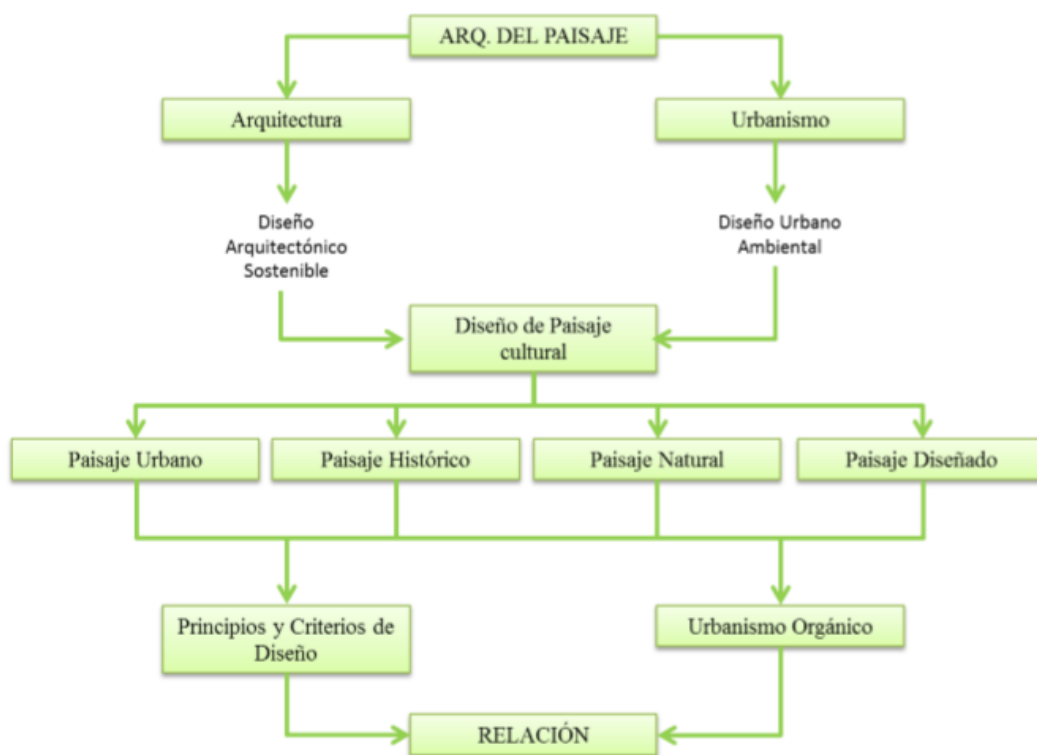 ARQ. DEL PAISAJE
Arquitectura
Urbanismo
Diseño
Arquitectónico
Sostenible
Diseño Urbano
Ambiental
Diseño de Paisaje
cultural
Paisaje Urbano
Paisaje Histórico
Paisaje Natural
Paisaje Diseñado
Principios y Criterios de
Diseño
Urbanismo Orgánico
RELACIÓN